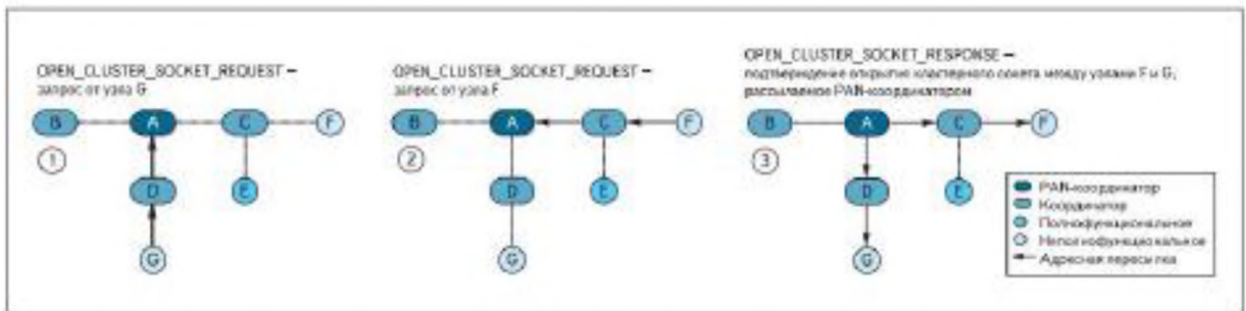 OPEN_CLUSTER_SOCKET_REQUEST —
запрос от узла G
B
A
C
F
1
D
E
G
OPEN_CLUSTER_SOCKET_REQUEST —
запрос от узла F
B
A
C
F
2
D
E
G
OPEN_CLUSTER_SOCKET_RESPONSE —
подтверждение открытия кластерного сокета между узлами F и G,
рассылаемое PAN-координатором
B
A
C
F
3
D
E
G
PAN-координатор
Координатор
Полнофункциональное
Неполнофункциональное
Адресная пересылка